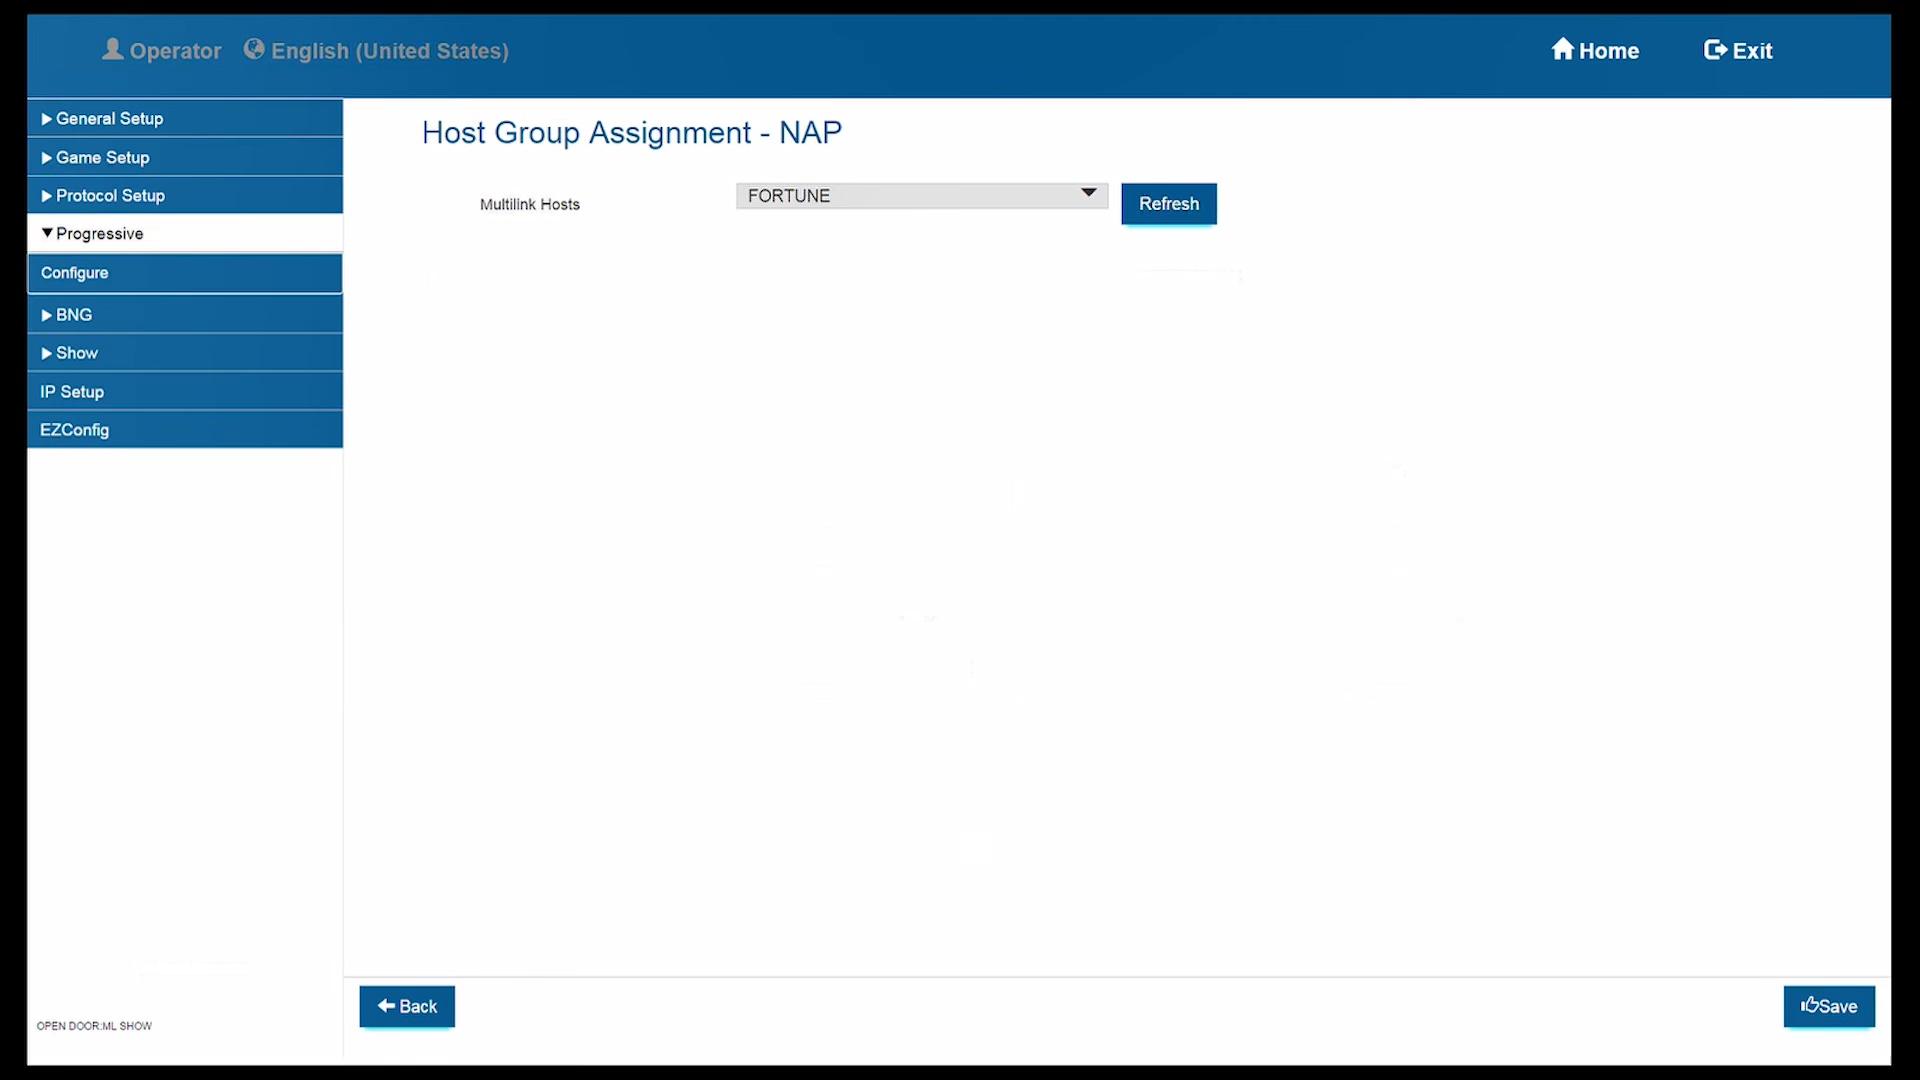 Operator English (United States) Home Exit
General Setup
Game Setup
Protocol Setup
Progressive
Configure
BNG
Show
IP Setup
EZConfig
OPEN DOOR:ML SHOW
Host Group Assignment - NAP
Multilink Hosts FORTUNE Refresh
Back Save